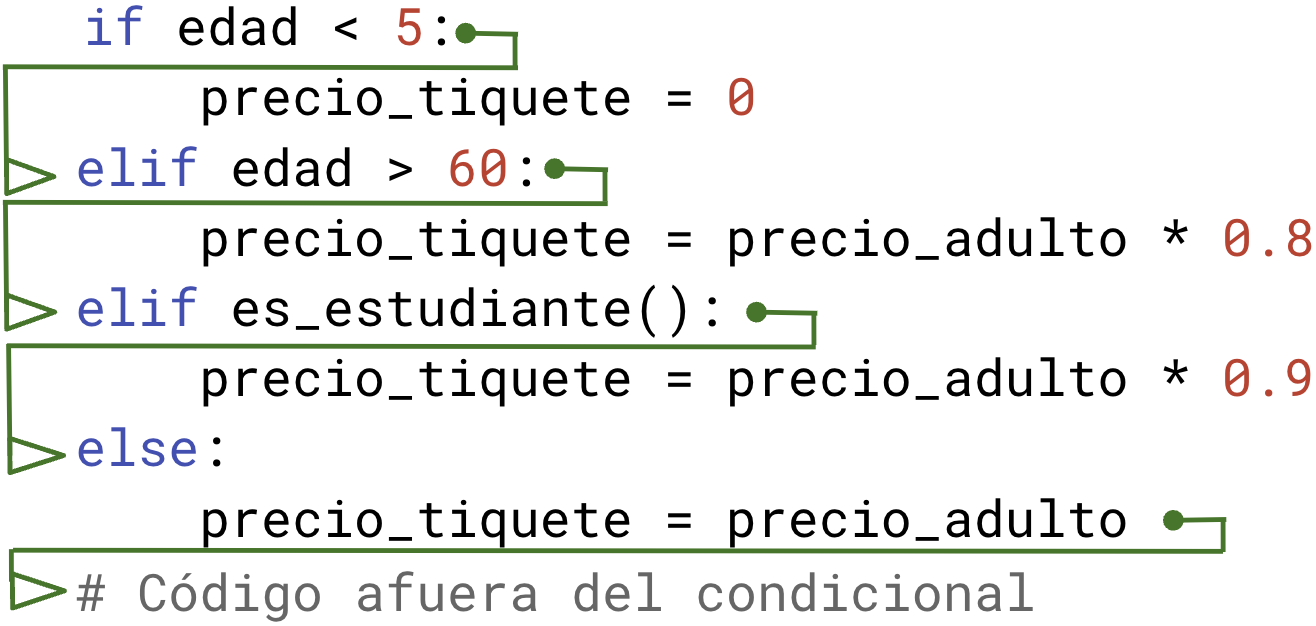 if edad < 5:
precio_tiquete = 0
elif edad > 60:
precio_tiquete = precio_adulto * 0.8
elif es_estudiante():
precio_tiquete = precio_adulto * 0.9
else:
precio_tiquete = precio_adulto
# Código afuera del condicional